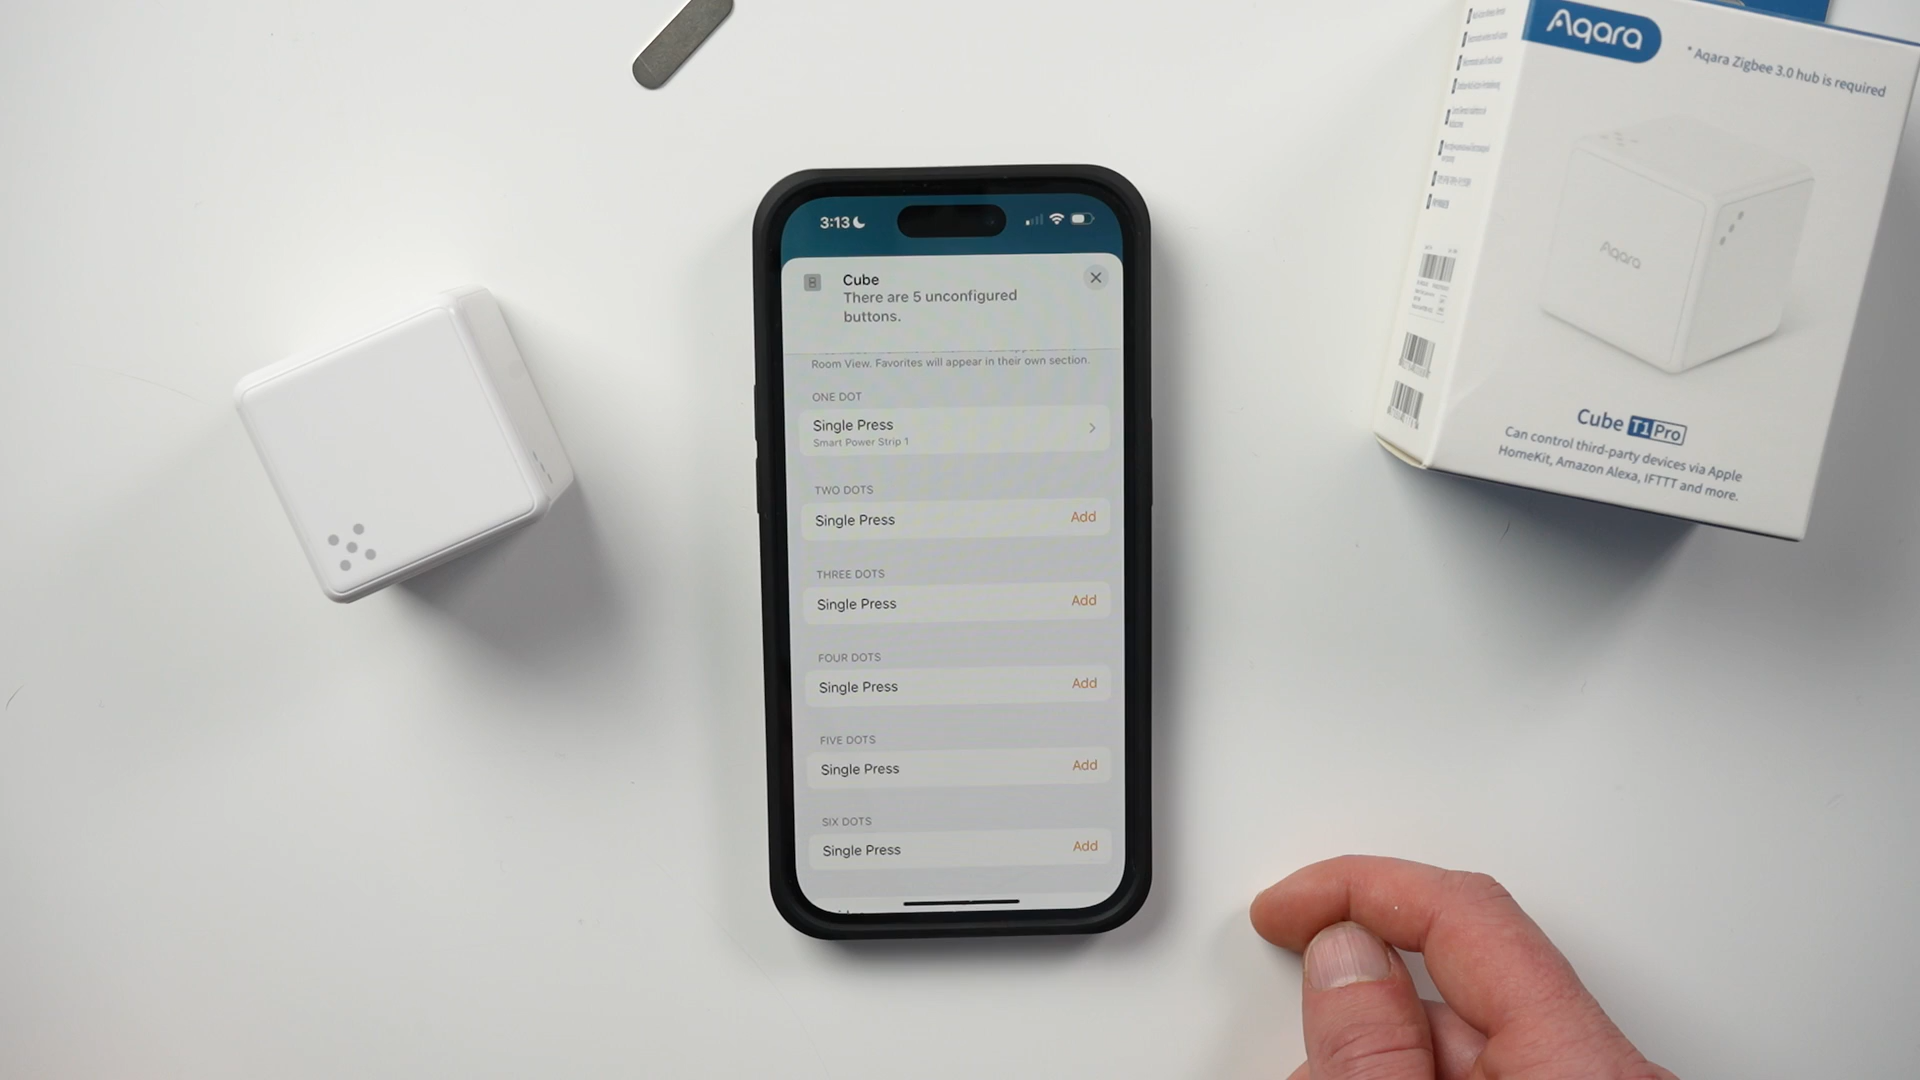 3:13
Cube
There are 5 unconfigured
buttons.
Room View. Favorites will appear in their own section.
ONE DOT
Single Press
Smart Power Strip 1
TWO DOTS
Single Press
Add
THREE DOTS
Single Press
Add
FOUR DOTS
Single Press
Add
FIVE DOTS
Single Press
Add
SIX DOTS
Single Press
Add
Aqara
* Aqara Zigbee 3.0 hub is required
Aqara
Cube T1 Pro
Can control third-party devices via Apple
HomeKit, Amazon Alexa, IFTTT and more.